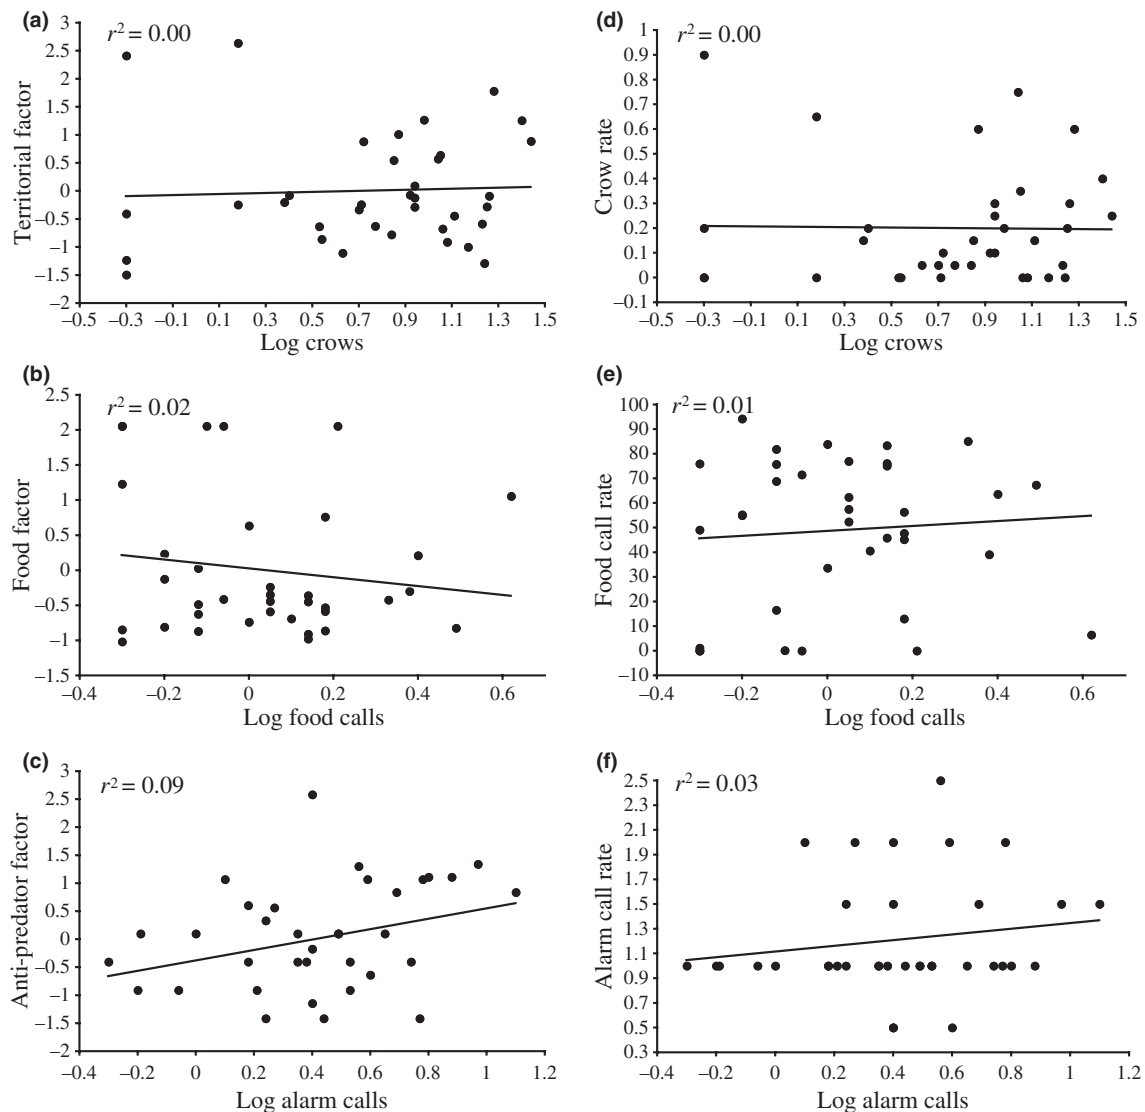 (a)
r² = 0.00
Territorial factor
3
2.5
2
1.5
1
0.5
0
–0.5
–1
–1.5
–2
–0.5 –0.3 –0.1 0.1 0.3 0.5 0.7 0.9 1.1 1.3 1.5
Log crows
(d)
r² = 0.00
Crow rate
1
0.9
0.8
0.7
0.6
0.5
0.4
0.3
0.2
0.1
0
–0.1
–0.5 –0.3 –0.1 0.1 0.3 0.5 0.7 0.9 1.1 1.3 1.5
Log crows
(b)
r² = 0.02
Food factor
2.5
2
1.5
1
0.5
0
–0.5
–1
–1.5
–0.4 –0.2 0 0.2 0.4 0.6
Log food calls
(e)
r² = 0.01
Food call rate
100
90
80
70
60
50
40
30
20
10
0
–10
–0.4 –0.2 0 0.2 0.4 0.6
Log food calls
(c)
r² = 0.09
Anti-predator factor
3
2.5
2
1.5
1
0.5
0
–0.5
–1
–1.5
–2
–0.4 –0.2 0 0.2 0.4 0.6 0.8 1 1.2
Log alarm calls
(f)
r² = 0.03
Alarm call rate
2.5
2.3
2.1
1.9
1.7
1.5
1.3
1.1
0.9
0.7
0.5
0.3
–0.4 –0.2 0 0.2 0.4 0.6 0.8 1 1.2
Log alarm calls